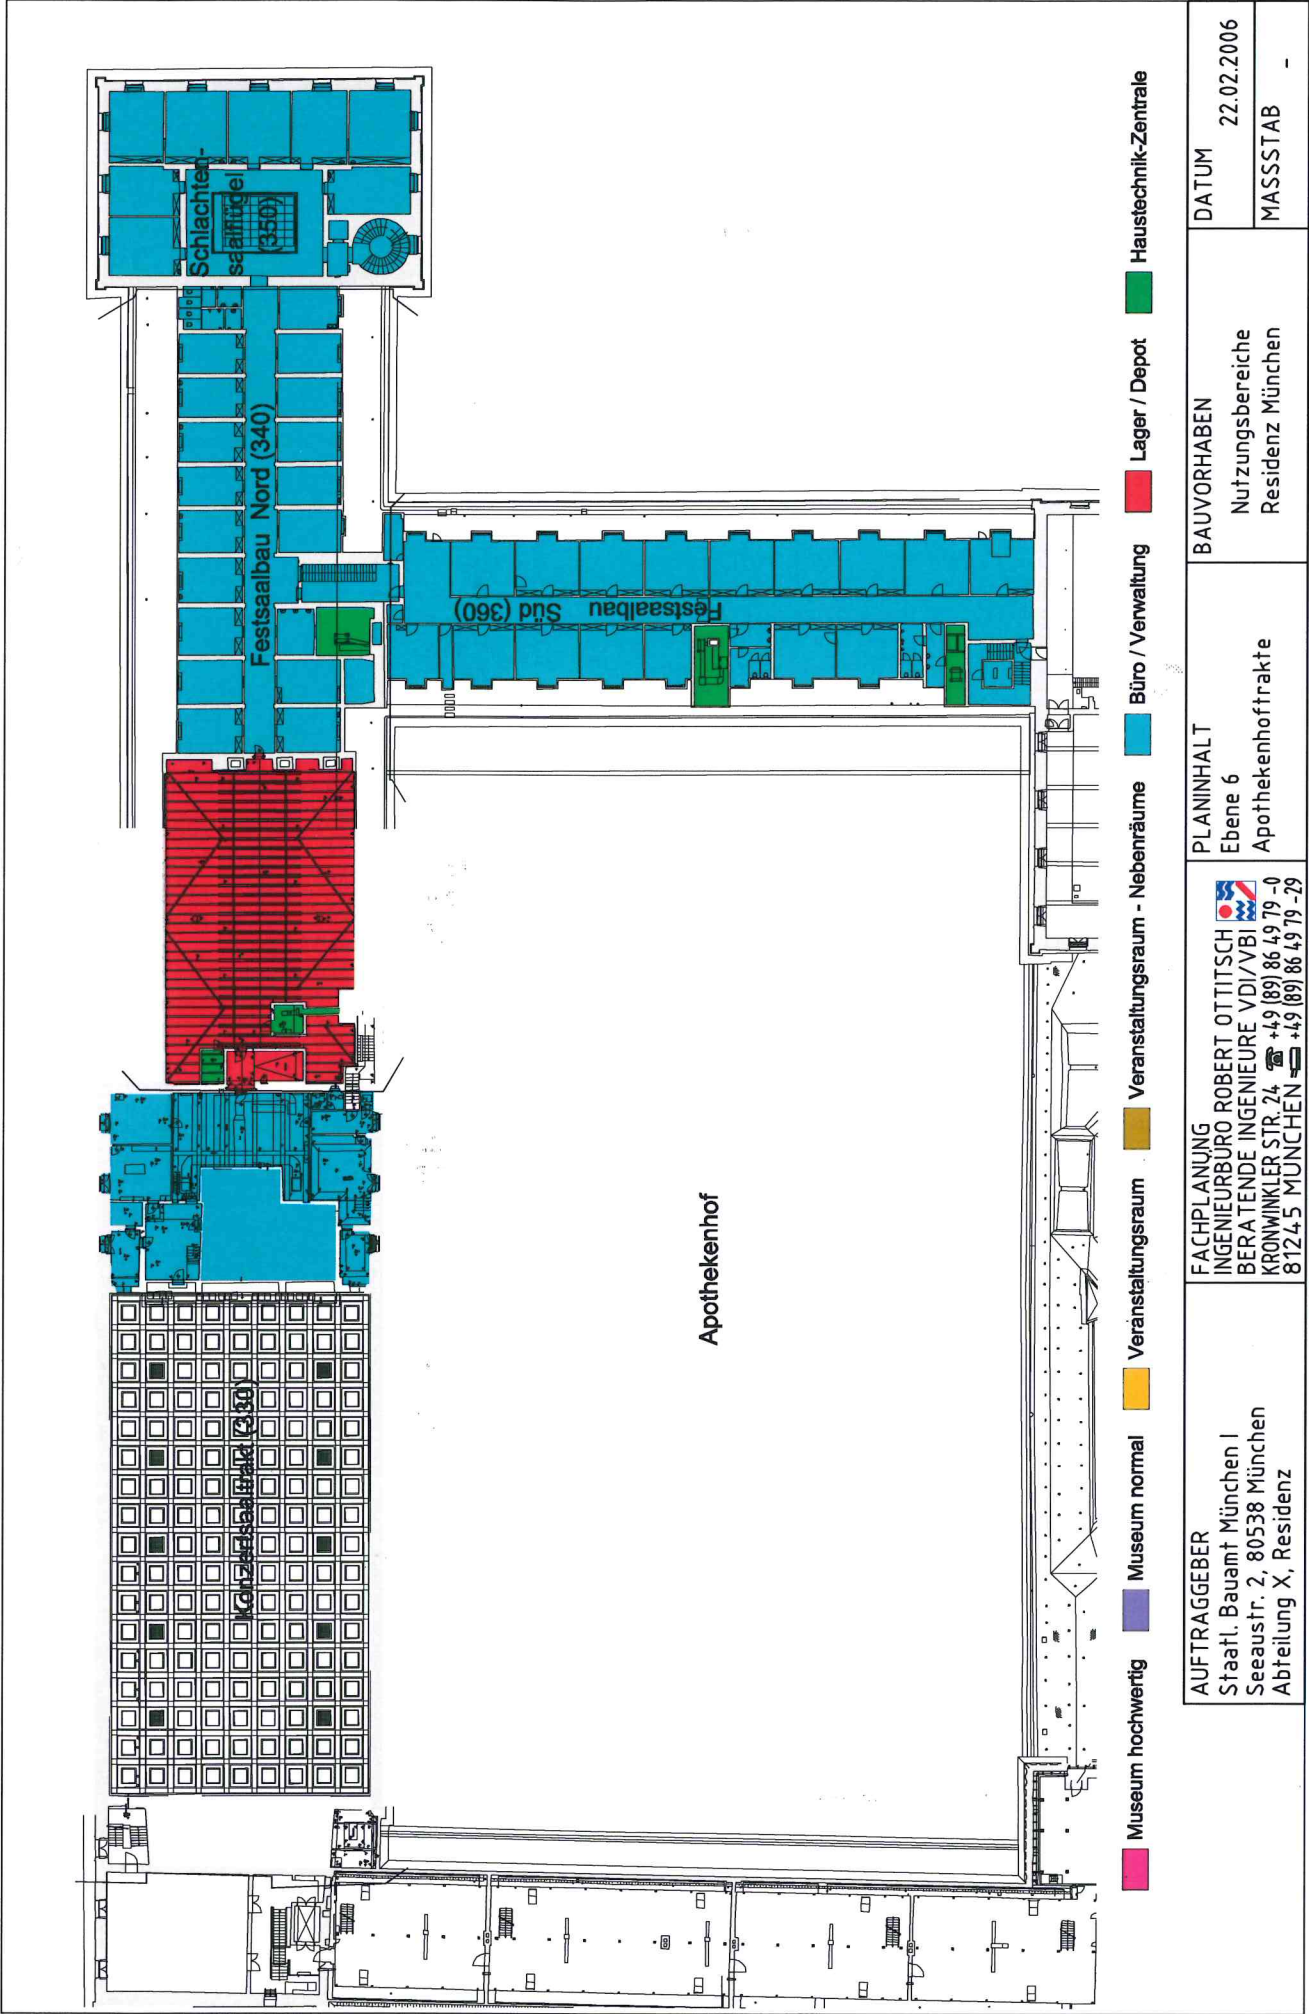 Konzertsaaltrakt (330)
Festsaalbau Nord (340)
Schlachten-
saalflügel
(350)
Festsaalbau Süd (360)
Apothekenhof
Museum hochwertig
Museum normal
Veranstaltungsraum
Veranstaltungsraum - Nebenräume
Büro / Verwaltung
Lager / Depot
Haustechnik-Zentrale
AUFTRAGGEBER
Staatl. Bauamt München I
Seeaustr. 2, 80538 München
Abteilung X, Residenz
FACHPLANUNG
INGENIEURBÜRO ROBERT OTTITSCH
BERATENDE INGENIEURE VDI/VBI
KRONWINKLER STR. 24 +49 (89) 86 49 79 -0
81245 MÜNCHEN +49 (89) 86 49 79 -29
PLANINHALT
Ebene 6
Apothekenhoftrakte
BAUVORHABEN
Nutzungsbereiche
Residenz München
DATUM
22.02.2006
MASSSTAB -